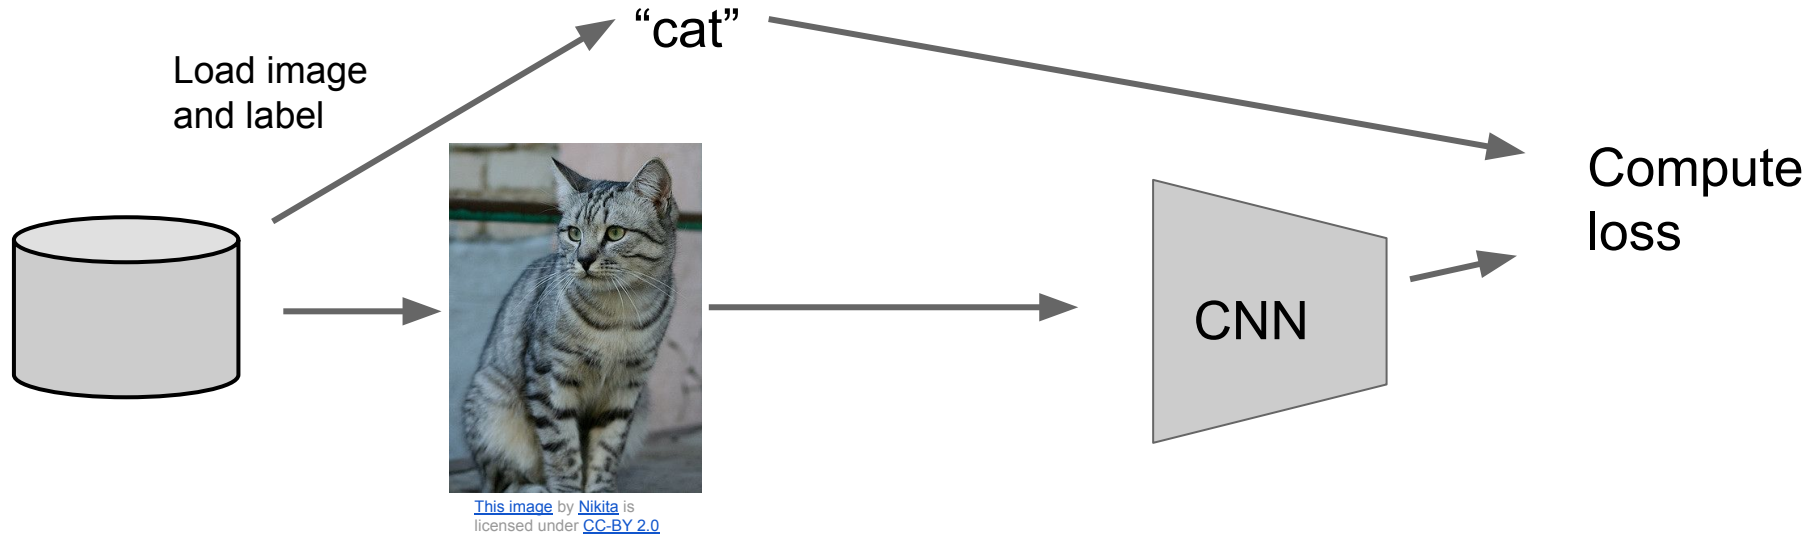 “cat”
Load image
and label
Compute
loss
CNN
This image by Nikita is
licensed under CC-BY 2.0